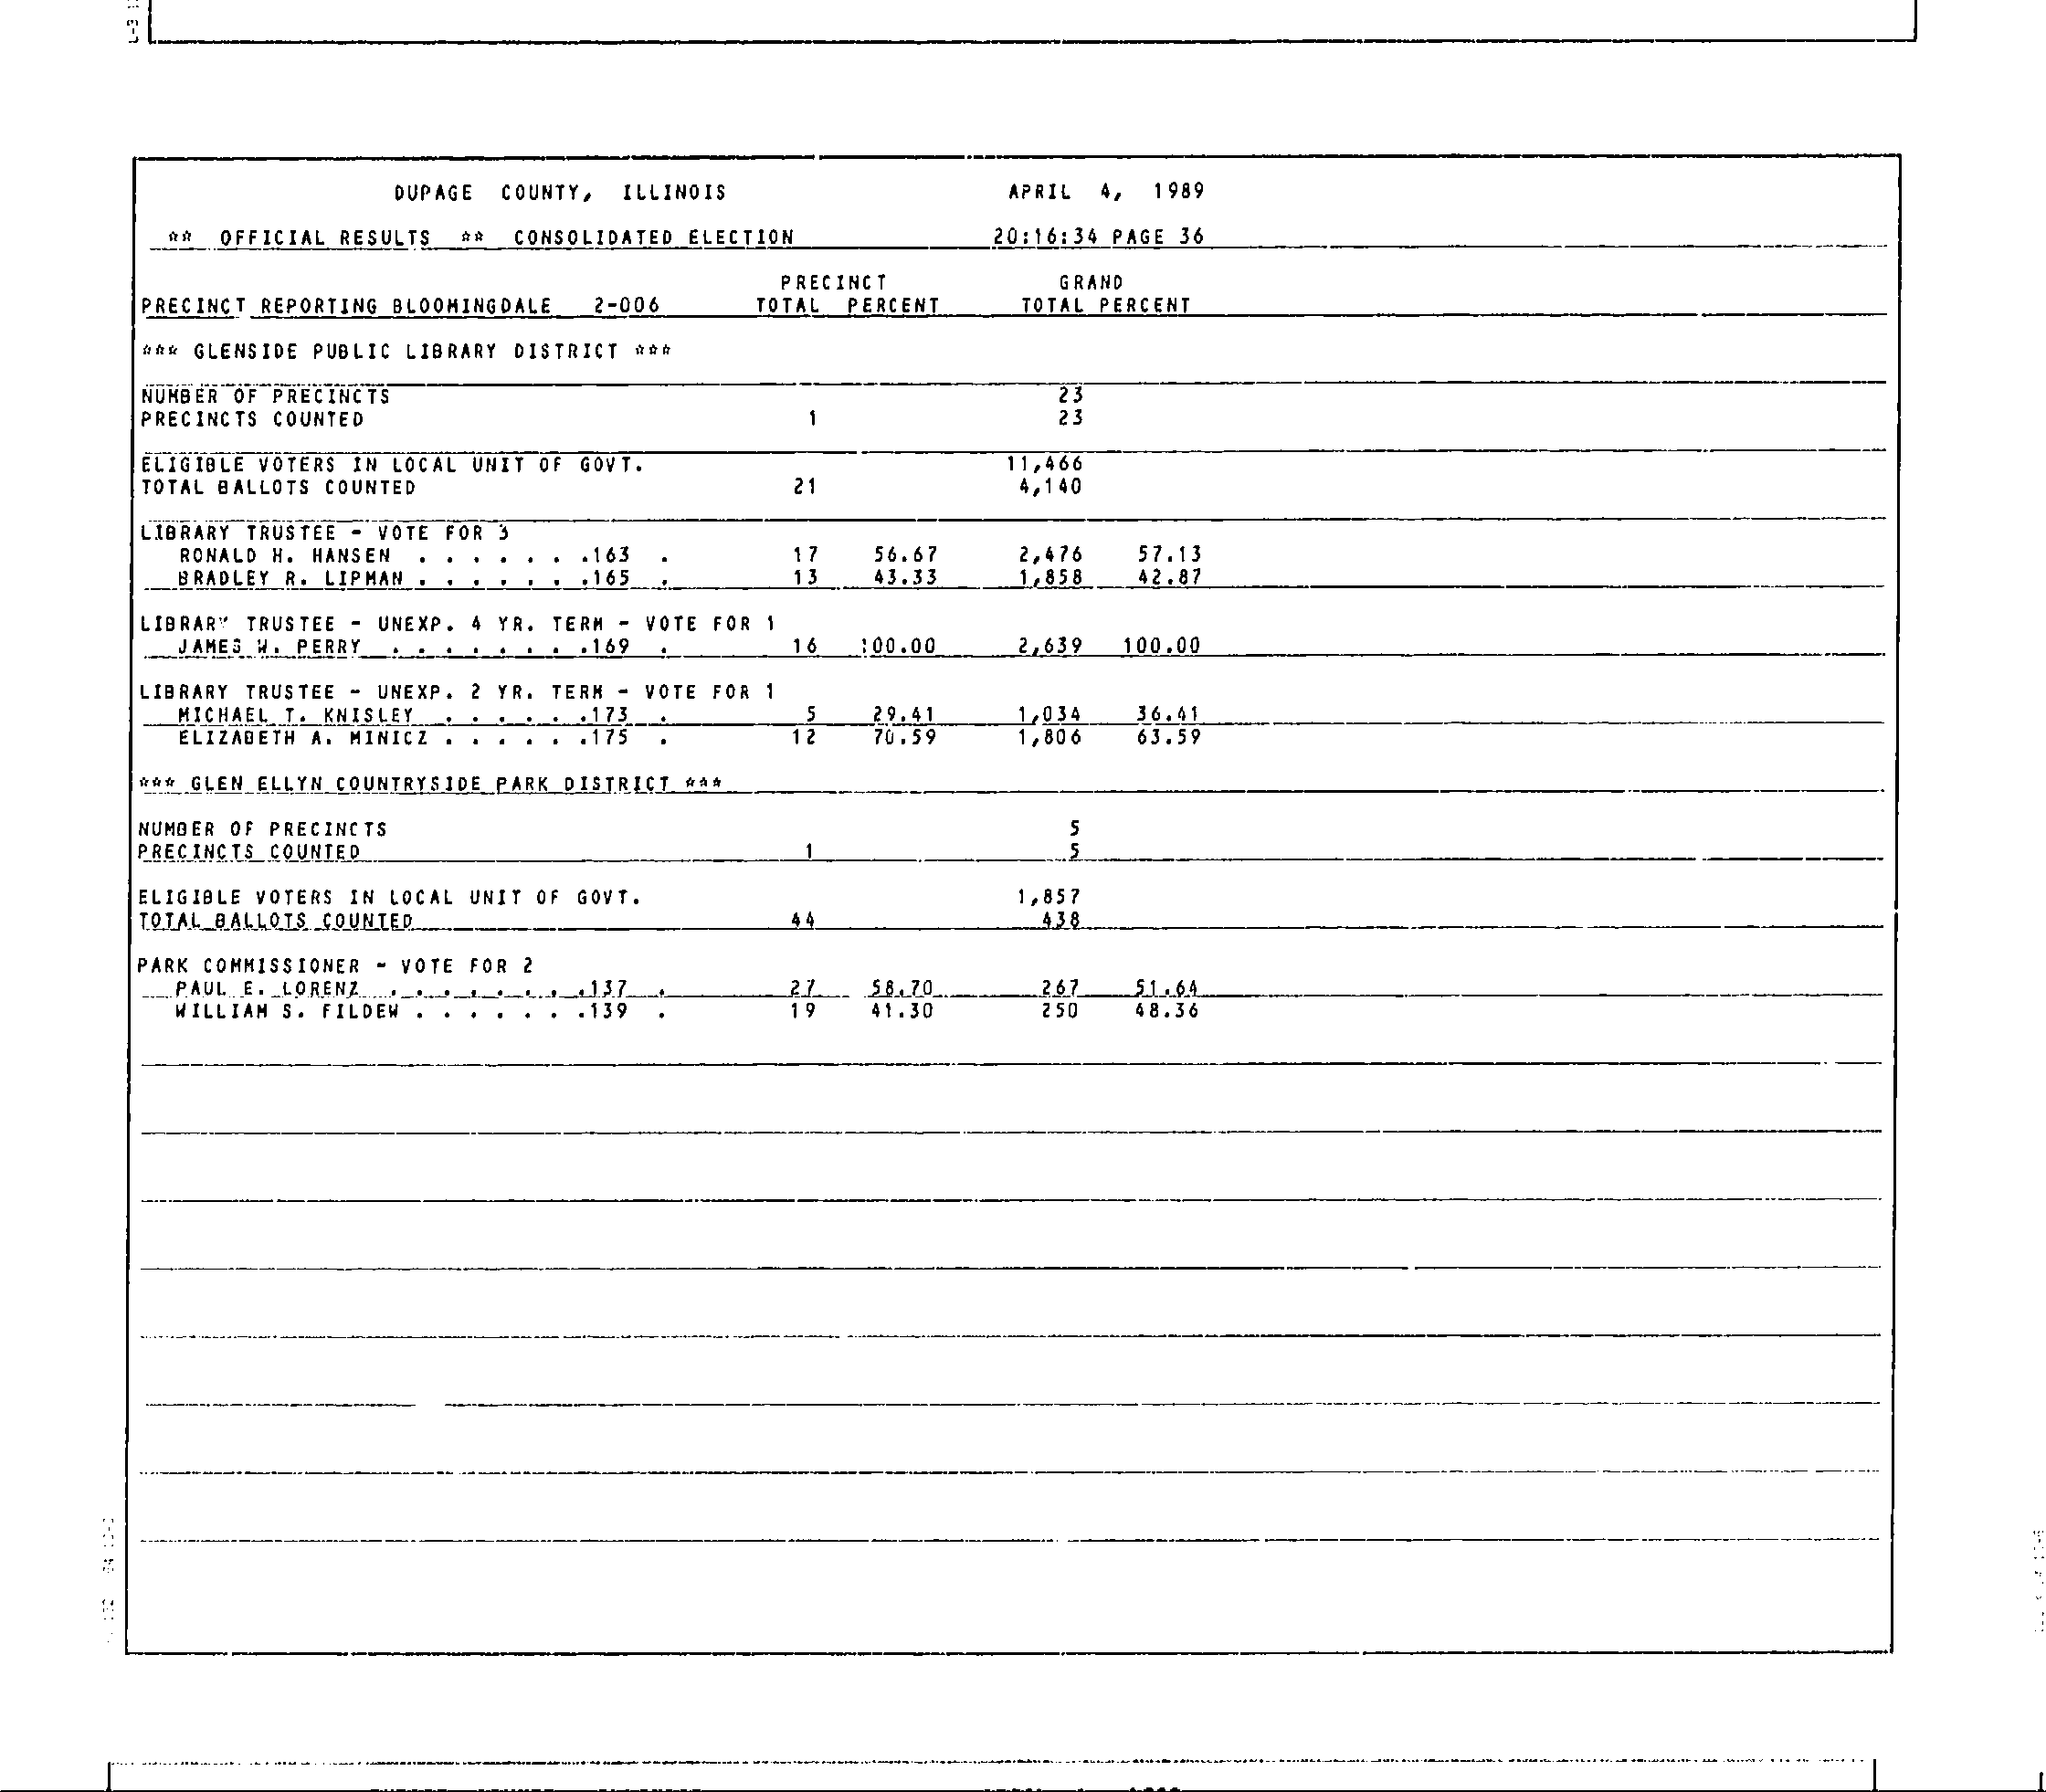 DUPAGE COUNTY, ILLINOIS APRIL 4, 1989
** OFFICIAL RESULTS ** CONSOLIDATED ELECTION 20:16:34 PAGE 36
PRECINCT GRAND
PRECINCT REPORTING BLOOMINGDALE 2-006 TOTAL PERCENT TOTAL PERCENT
*** GLENSIDE PUBLIC LIBRARY DISTRICT ***
NUMBER OF PRECINCTS 23
PRECINCTS COUNTED 1 23
ELIGIBLE VOTERS IN LOCAL UNIT OF GOVT. 11,466
TOTAL BALLOTS COUNTED 21 4,140
LIBRARY TRUSTEE - VOTE FOR 3
RONALD H. HANSEN . . . . . . .163 . 17 56.67 2,476 57.13
BRADLEY R. LIPMAN . . . . . . .165 . 13 43.33 1,858 42.87
LIBRARY TRUSTEE - UNEXP. 4 YR. TERM - VOTE FOR 1
JAMES W. PERRY . . . . . . . .169 . 16 100.00 2,639 100.00
LIBRARY TRUSTEE - UNEXP. 2 YR. TERM - VOTE FOR 1
MICHAEL T. KNISLEY . . . . . .173 . 5 29.41 1,034 36.41
ELIZABETH A. MINICZ . . . . . .175 . 12 70.59 1,806 63.59
*** GLEN ELLYN COUNTRYSIDE PARK DISTRICT ***
NUMBER OF PRECINCTS 5
PRECINCTS COUNTED 1 5
ELIGIBLE VOTERS IN LOCAL UNIT OF GOVT. 1,857
TOTAL BALLOTS COUNTED 44 438
PARK COMMISSIONER - VOTE FOR 2
PAUL E. LORENZ . . . . . . . .137 . 27 58.70 267 51.64
WILLIAM S. FILDEW . . . . . . .139 . 19 41.30 250 48.36